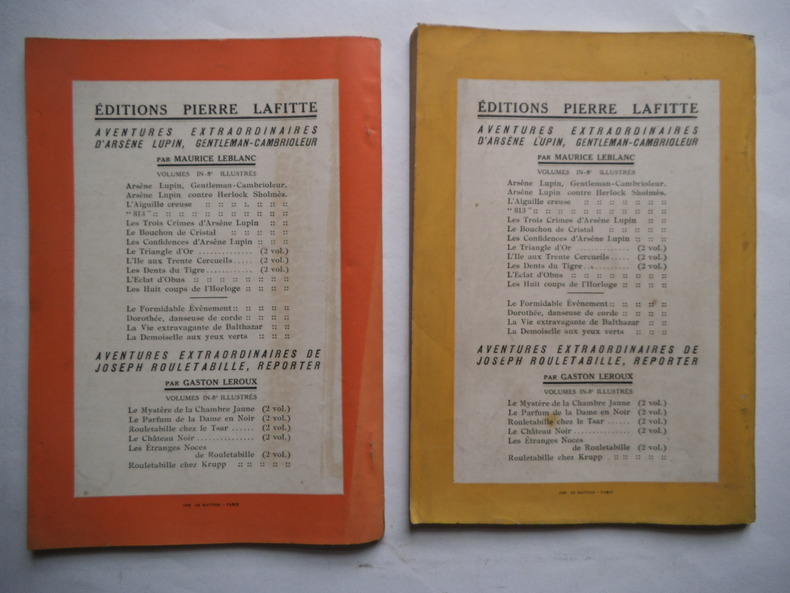 ÉDITIONS PIERRE LAFITTE
AVENTURES EXTRAORDINAIRES
D'ARSÈNE LUPIN, GENTLEMAN-CAMBRIOLEUR
PAR MAURICE LEBLANC
VOLUMES IN-8º ILLUSTRÉS
Arsène Lupin, Gentleman-Cambrioleur.
Arsène Lupin contre Herlock Sholmès.
L'Aiguille creuse :: :: :: :: :: :: ::
"813" :: :: :: :: :: :: :: :: :: ::
Les Trois Crimes d'Arsène Lupin :: ::
Le Bouchon de Cristal :: :: :: :: ::
Les Confidences d'Arsène Lupin :: :: ::
Le Triangle d'Or .............. (2 vol.)
L'Ile aux Trente Cercueils .... (2 vol.)
Les Dents du Tigre ............ (2 vol.)
L'Eclat d'Obus :: :: :: :: :: :: ::
Les Huit coups de l'Horloge :: :: ::
Le Formidable Évènement :: :: :: ::
Dorothée, danseuse de corde :: :: ::
La Vie extravagante de Balthazar :: ::
La Demoiselle aux yeux verts :: ::
AVENTURES EXTRAORDINAIRES DE
JOSEPH ROULETABILLE, REPORTER
PAR GASTON LEROUX
VOLUMES IN-8º ILLUSTRÉS
Le Mystère de la Chambre Jaune (2 vol.)
Le Parfum de la Dame en Noir (2 vol.)
Rouletabille chez le Tsar ...... (2 vol.)
Le Château Noir .............. (2 vol.)
Les Étranges Noces
de Rouletabille (2 vol.)
Rouletabille chez Krupp :: :: :: :: ::
ÉDITIONS PIERRE LAFITTE
AVENTURES EXTRAORDINAIRES
D'ARSÈNE LUPIN, GENTLEMAN-CAMBRIOLEUR
PAR MAURICE LEBLANC
VOLUMES IN-8º ILLUSTRÉS
Arsène Lupin, Gentleman-Cambrioleur.
Arsène Lupin contre Herlock Sholmès.
L'Aiguille creuse :: :: :: :: :: :: ::
"813" :: :: :: :: :: :: :: :: :: ::
Les Trois Crimes d'Arsène Lupin :: ::
Le Bouchon de Cristal :: :: :: ::
Les Confidences d'Arsène Lupin :: :: ::
Le Triangle d'Or .............. (2 vol.)
L'Ile aux Trente Cercueils ..... (2 vol.)
Les Dents du Tigre ........... (2 vol.)
L'Eclat d'Obus :: :: :: :: :: :: ::
Les Huit coups de l'Horloge :: :: ::
Le Formidable Évènement :: :: :: ::
Dorothée, danseuse de corde :: :: ::
La Vie extravagante de Balthazar :: ::
La Demoiselle aux yeux verts :: ::
AVENTURES EXTRAORDINAIRES DE
JOSEPH ROULETABILLE, REPORTER
PAR GASTON LEROUX
VOLUMES IN-8º ILLUSTRÉS
Le Mystère de la Chambre Jaune (2 vol.)
Le Parfum de la Dame en Noir (2 vol.)
Rouletabille chez le Tsar ...... (2 vol.)
Le Château Noir .............. (2 vol.)
Les Étranges Noces
de Rouletabille (2 vol.)
Rouletabille chez Krupp :: :: :: :: ::